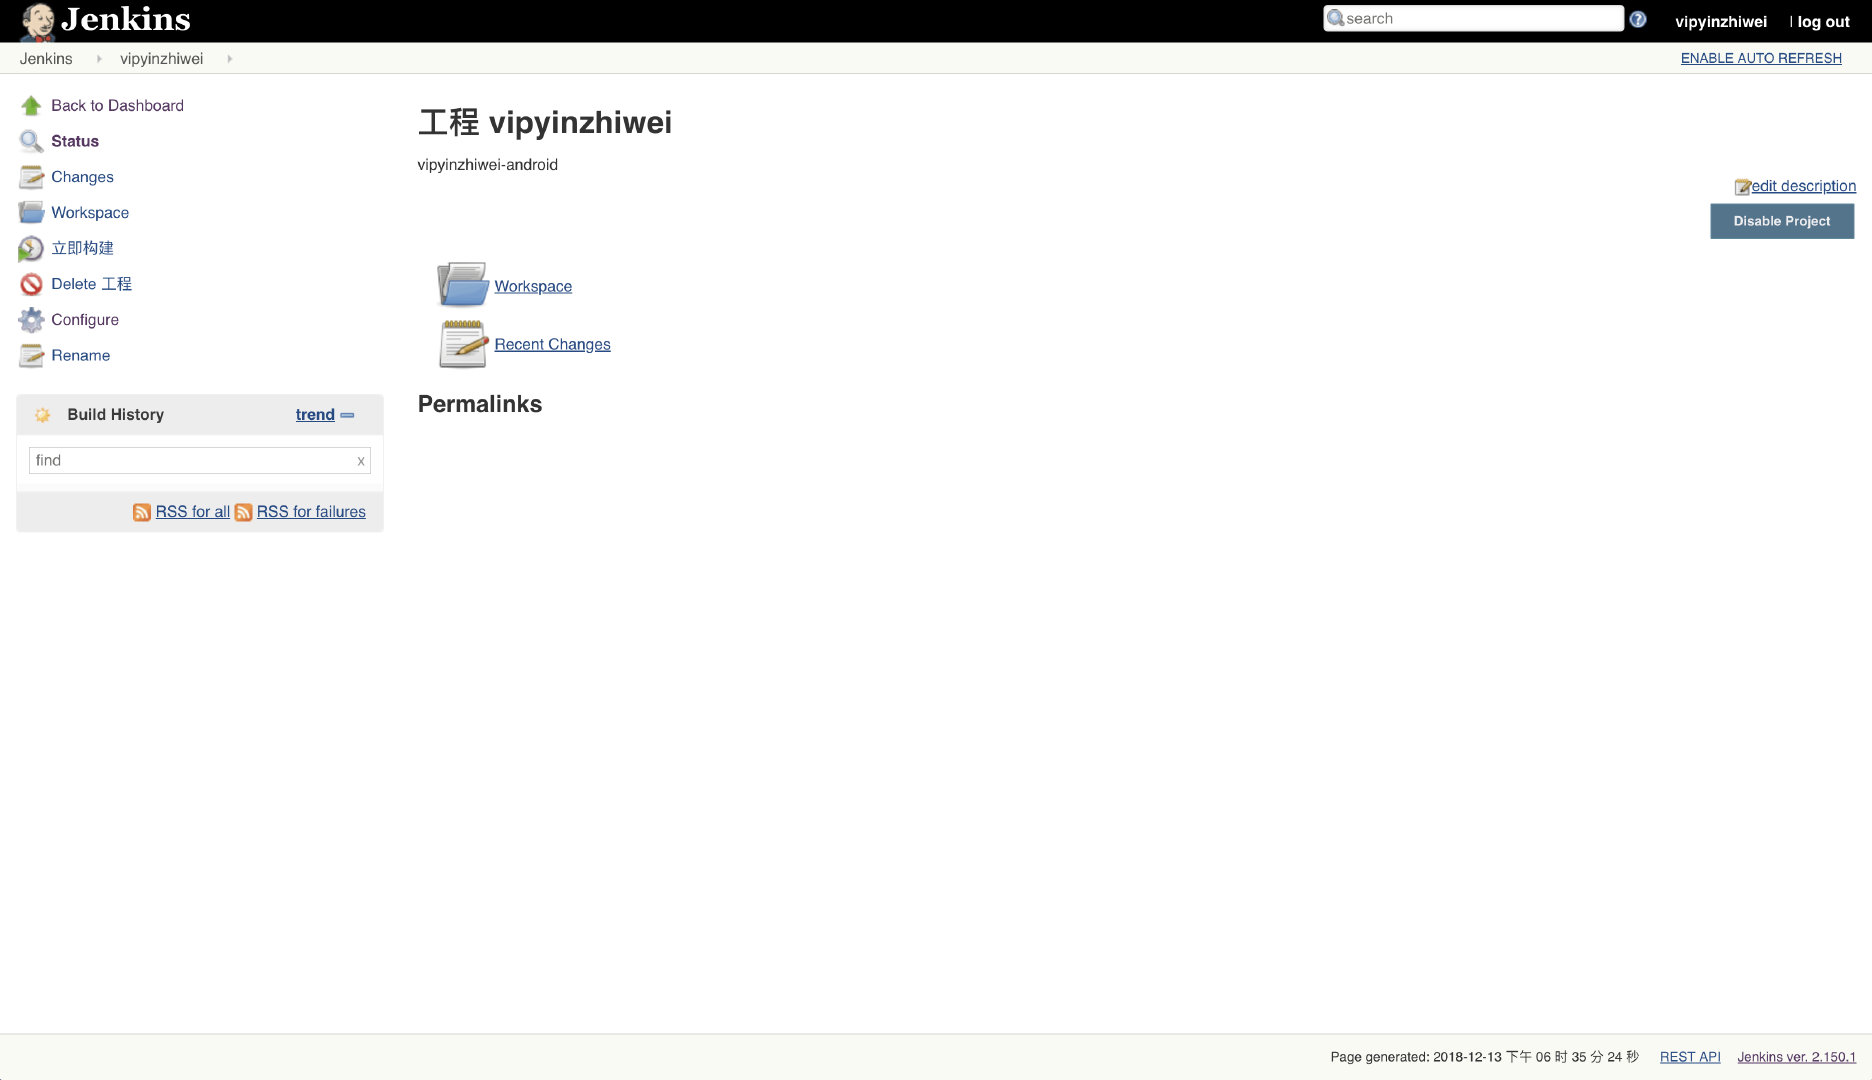 Jenkins
search
vipyinzhiwei
| log out
Jenkins
vipyinzhiwei
ENABLE AUTO REFRESH
Back to Dashboard
Status
Changes
Workspace
立即构建
Delete 工程
Configure
Rename
Build History
trend
find
x
RSS for all
RSS for failures
工程 vipyinzhiwei
vipyinzhiwei-android
edit description
Disable Project
Workspace
Recent Changes
Permalinks
Page generated: 2018-12-13 下午 06 时 35 分 24 秒
REST API
Jenkins ver. 2.150.1